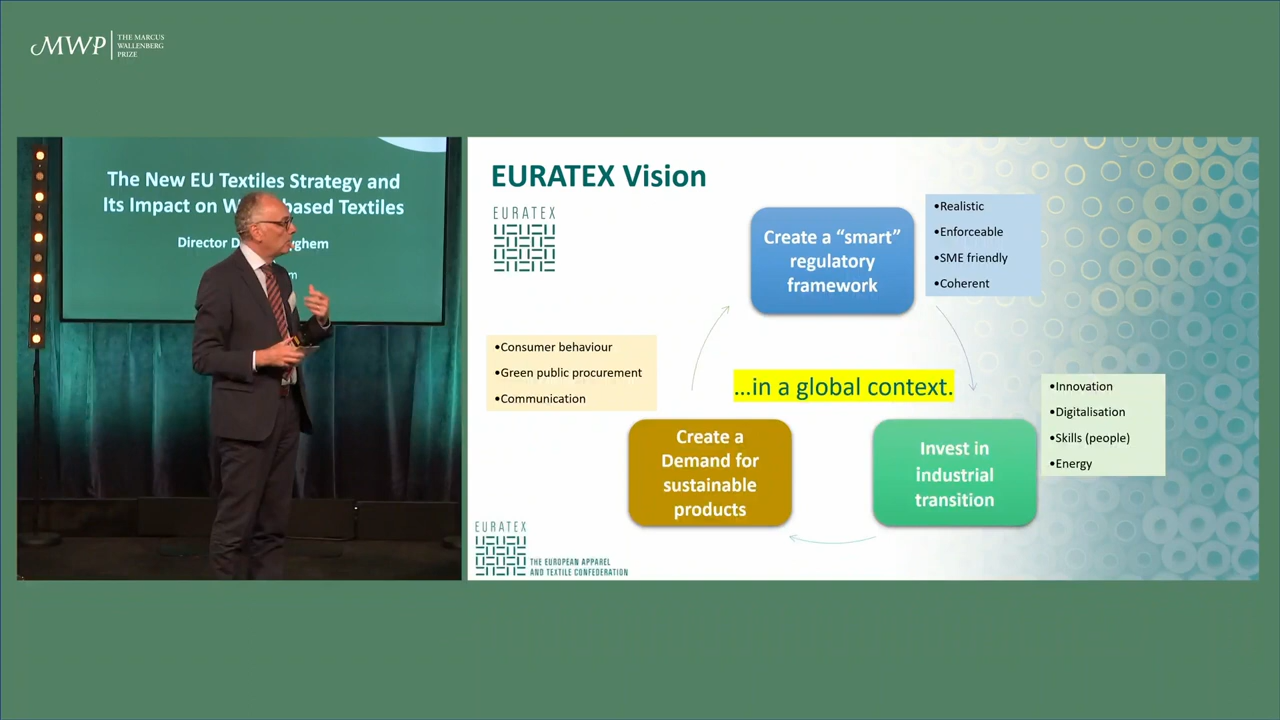 MWP
THE MARCUS
WALLENBERG
PRIZE
The New EU Textiles Strategy and
Its Impact on W based Textiles
Director
EURATEX Vision
EURATEX
Create a “smart”
regulatory
framework
•Realistic
•Enforceable
•SME friendly
•Coherent
•Consumer behaviour
•Green public procurement
•Communication
...in a global context.
•Innovation
•Digitalisation
•Skills (people)
•Energy
Create a
Demand for
sustainable
products
Invest in
industrial
transition
EURATEX
THE EUROPEAN APPAREL
AND TEXTILE CONFEDERATION